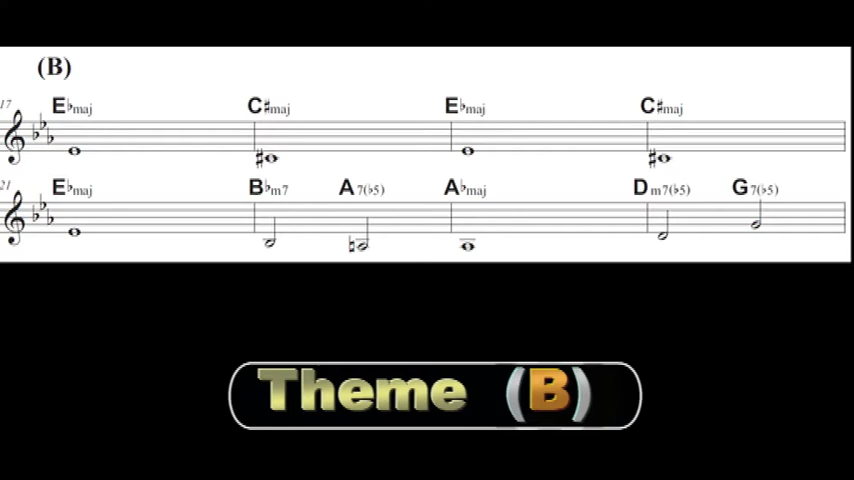 (B)
17 E♭maj C♯maj E♭maj C♯maj
21 E♭maj B♭m7 A7(♭5) A♭maj Dm7(♭5) G7(♭5)
Theme (B)